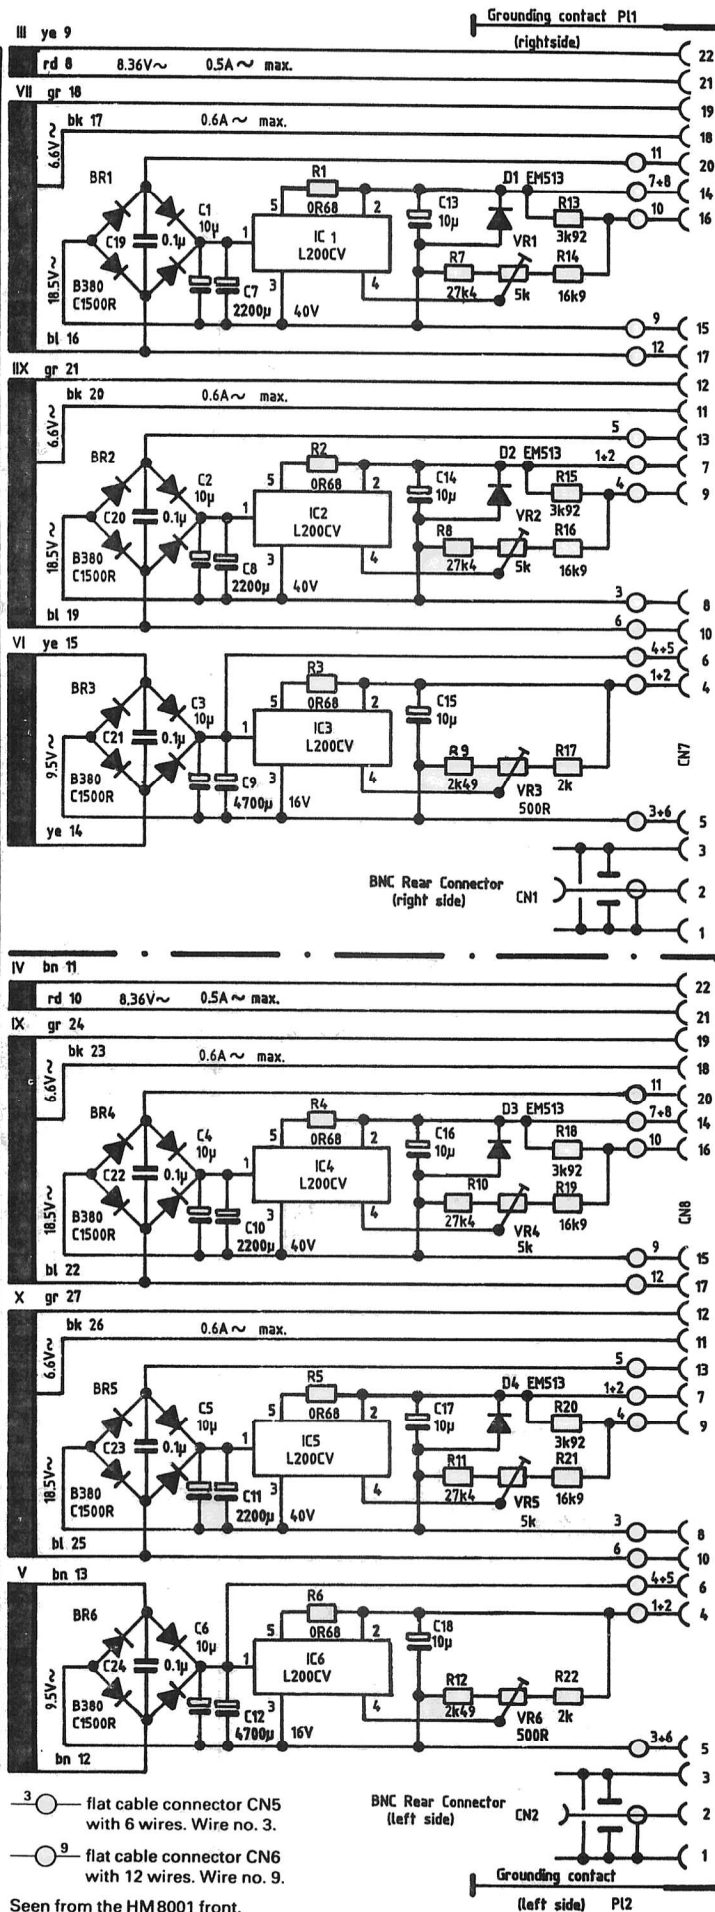 Grounding contact Pl1
(rightside)
III ye 9
22
rd 8 8.36V~ 0.5A~ max.
21
VII gr 18
19
bk 17 0.6A~ max.
18
6.6V~
11 20
BR1 R1 D1 EM513 7+8 14
C1 10µ 5 0R68 2 C13 10µ R13 3k92 10 16
C19 0.1µ 1 IC 1 L200CV VR1
R7 R14
18.5V~ B380 C1500R C7 2200µ 3 40V 4 27k4 5k 16k9
9 15
bl 16 12 17
IIX gr 21
12
bk 20 0.6A~ max.
11
6.6V~
5 13
BR2 R2 D2 EM513 1+2 7
C2 10µ 5 0R68 2 C14 10µ R15 3k92 4 9
C20 0.1µ 1 IC2 L200CV VR2
R8 R16
18.5V~ B380 C1500R C8 2200µ 3 40V 4 27k4 5k 16k9
3 8
bl 19 6 10
VI ye 15
4+5 6
BR3 R3 1+2 4
C3 10µ 5 0R68 2 C15 10µ
C21 0.1µ 1 IC3 L200CV
R9 R17 CN7
9.5V~ B380 C1500R C9 4700µ 3 16V 4 2k49 VR3 500R 2k
3+6 5
ye 14
3
BNC Rear Connector
(right side)
CN1 2
1
IV bn 11
22
rd 10 8.36V~ 0.5A~ max.
21
IX gr 24
19
bk 23 0.6A~ max.
18
6.6V~
11 20
BR4 R4 D3 EM513 7+8 14
C4 10µ 5 0R68 2 C16 10µ R18 3k92 10 16
C22 0.1µ 1 IC4 L200CV
R10 R19 CN8
18.5V~ B380 C1500R C10 2200µ 3 40V 4 27k4 VR4 5k 16k9
9 15
bl 22 12 17
X gr 27
12
bk 26 0.6A~ max.
11
6.6V~
5 13
BR5 R5 D4 EM513 1+2 7
C5 10µ 5 0R68 2 C17 10µ R20 3k92 4 9
C23 0.1µ 1 IC5 L200CV
R11 R21
18.5V~ B380 C1500R C11 2200µ 3 40V 4 27k4 VR5 5k 16k9
3 8
bl 25 6 10
V bn 13
4+5 6
BR6 R6 1+2 4
C6 10µ 5 0R68 2 C18 10µ
C24 0.1µ 1 IC6 L200CV
R12 R22
9.5V~ B380 C1500R C12 4700µ 3 16V 4 2k49 VR6 500R 2k
3+6 5
bn 12
3
BNC Rear Connector
(left side)
CN2 2
1
3 flat cable connector CN5
with 6 wires. Wire no. 3.
9 flat cable connector CN6
with 12 wires. Wire no. 9.
Grounding contact
(left side) Pl2
Seen from the HM8001 front.